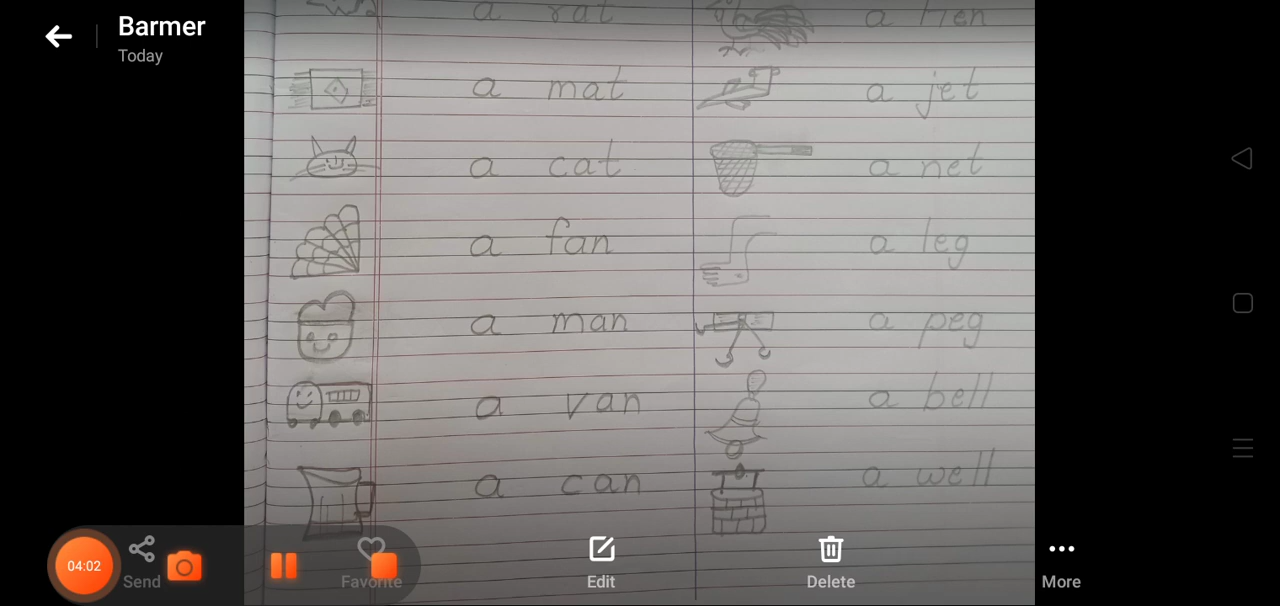 Barmer
Today
a rat a hen
a mat a jet
a cat a net
a fan a leg
a man a peg
a van a bell
a can a well
04:02
Send Favorite Edit Delete More